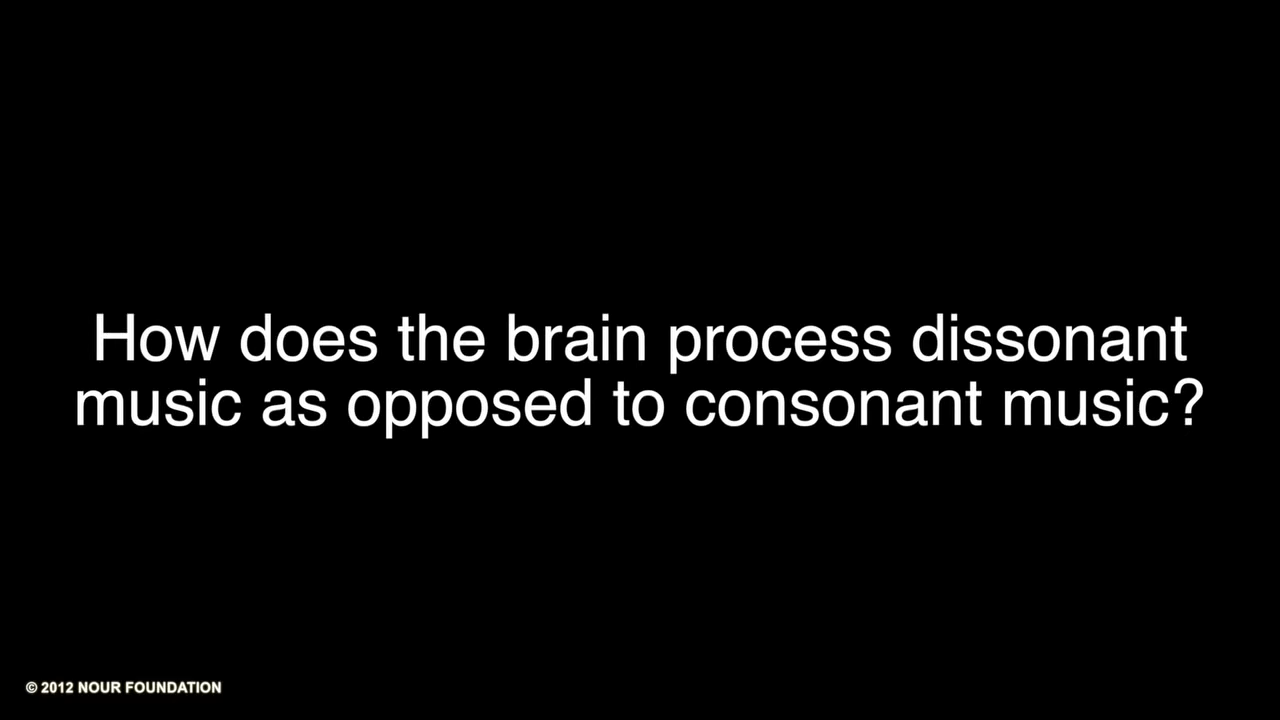 How does the brain process dissonant
music as opposed to consonant music?
© 2012 NOUR FOUNDATION